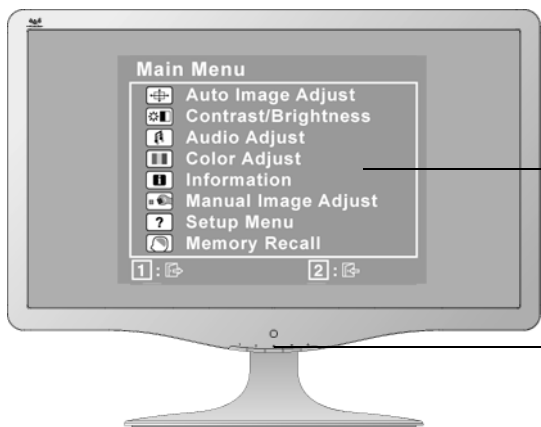 Main Menu
Auto Image Adjust
Contrast/Brightness
Audio Adjust
Color Adjust
Information
Manual Image Adjust
? Setup Menu
Memory Recall
1 : 2 :